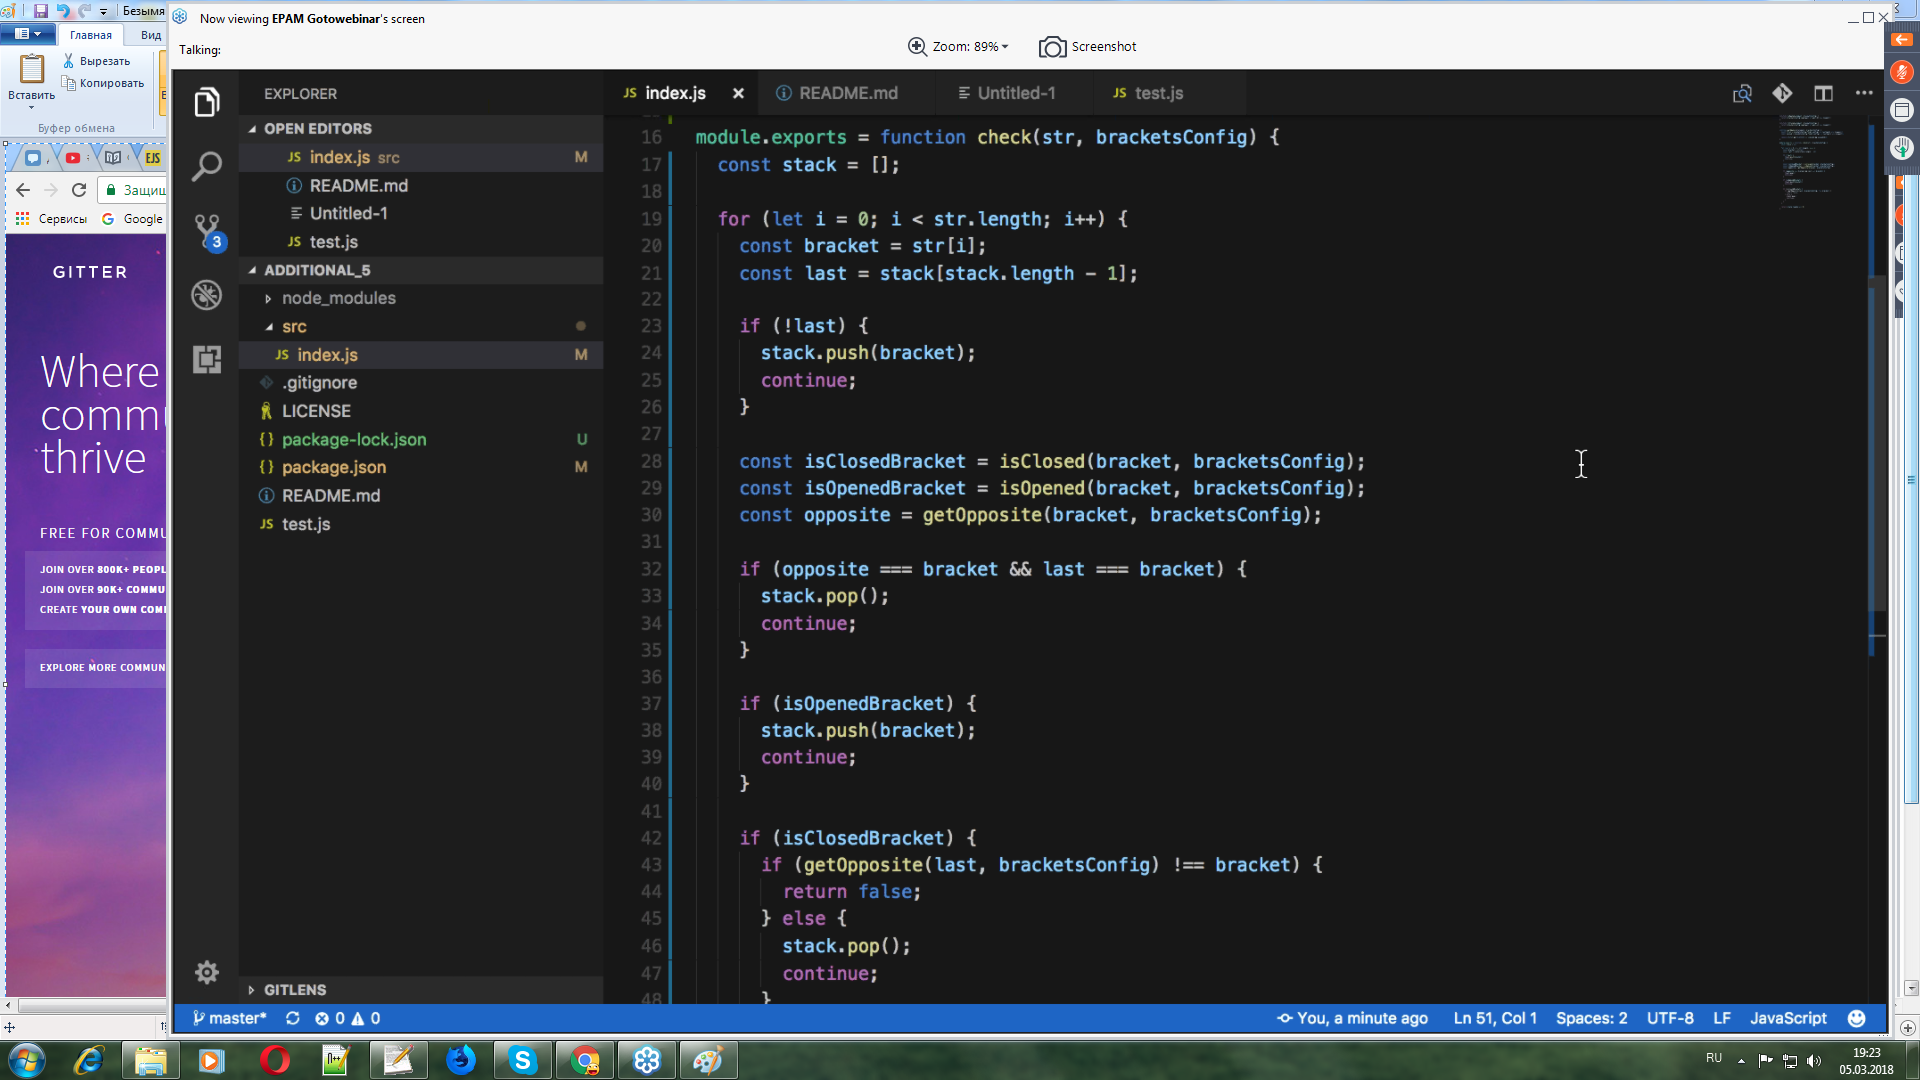 Безымя
Главная
Вид
Вставить
Вырезать
Копировать
Буфер обмена
EJS
Защищ
Сервисы
Google
GITTER
Where
commu
thrive
FREE FOR COMMU
JOIN OVER 800K+ PEOPL
JOIN OVER 90K+ COMMU
CREATE YOUR OWN COM
EXPLORE MORE COMMUN
Now viewing EPAM Gotowebinar's screen
Talking:
Zoom: 89%
Screenshot
EXPLORER
OPEN EDITORS
JS index.js src M
README.md
Untitled-1
JS test.js
3
ADDITIONAL_5
node_modules
src
JS index.js M
.gitignore
LICENSE
{} package-lock.json U
{} package.json M
README.md
JS test.js
GITLENS
JS index.js
README.md
Untitled-1
JS test.js
16 module.exports = function check(str, bracketsConfig) {
17 const stack = [];
18
19 for (let i = 0; i < str.length; i++) {
20 const bracket = str[i];
21 const last = stack[stack.length - 1];
22
23 if (!last) {
24 stack.push(bracket);
25 continue;
26 }
27
28 const isClosedBracket = isClosed(bracket, bracketsConfig);
29 const isOpenedBracket = isOpened(bracket, bracketsConfig);
30 const opposite = getOpposite(bracket, bracketsConfig);
31
32 if (opposite === bracket && last === bracket) {
33 stack.pop();
34 continue;
35 }
36
37 if (isOpenedBracket) {
38 stack.push(bracket);
39 continue;
40 }
41
42 if (isClosedBracket) {
43 if (getOpposite(last, bracketsConfig) !== bracket) {
44 return false;
45 } else {
46 stack.pop();
47 continue;
48 }
master*
0
0
You, a minute ago
Ln 51, Col 1
Spaces: 2
UTF-8
LF
JavaScript
RU
19:23
05.03.2018